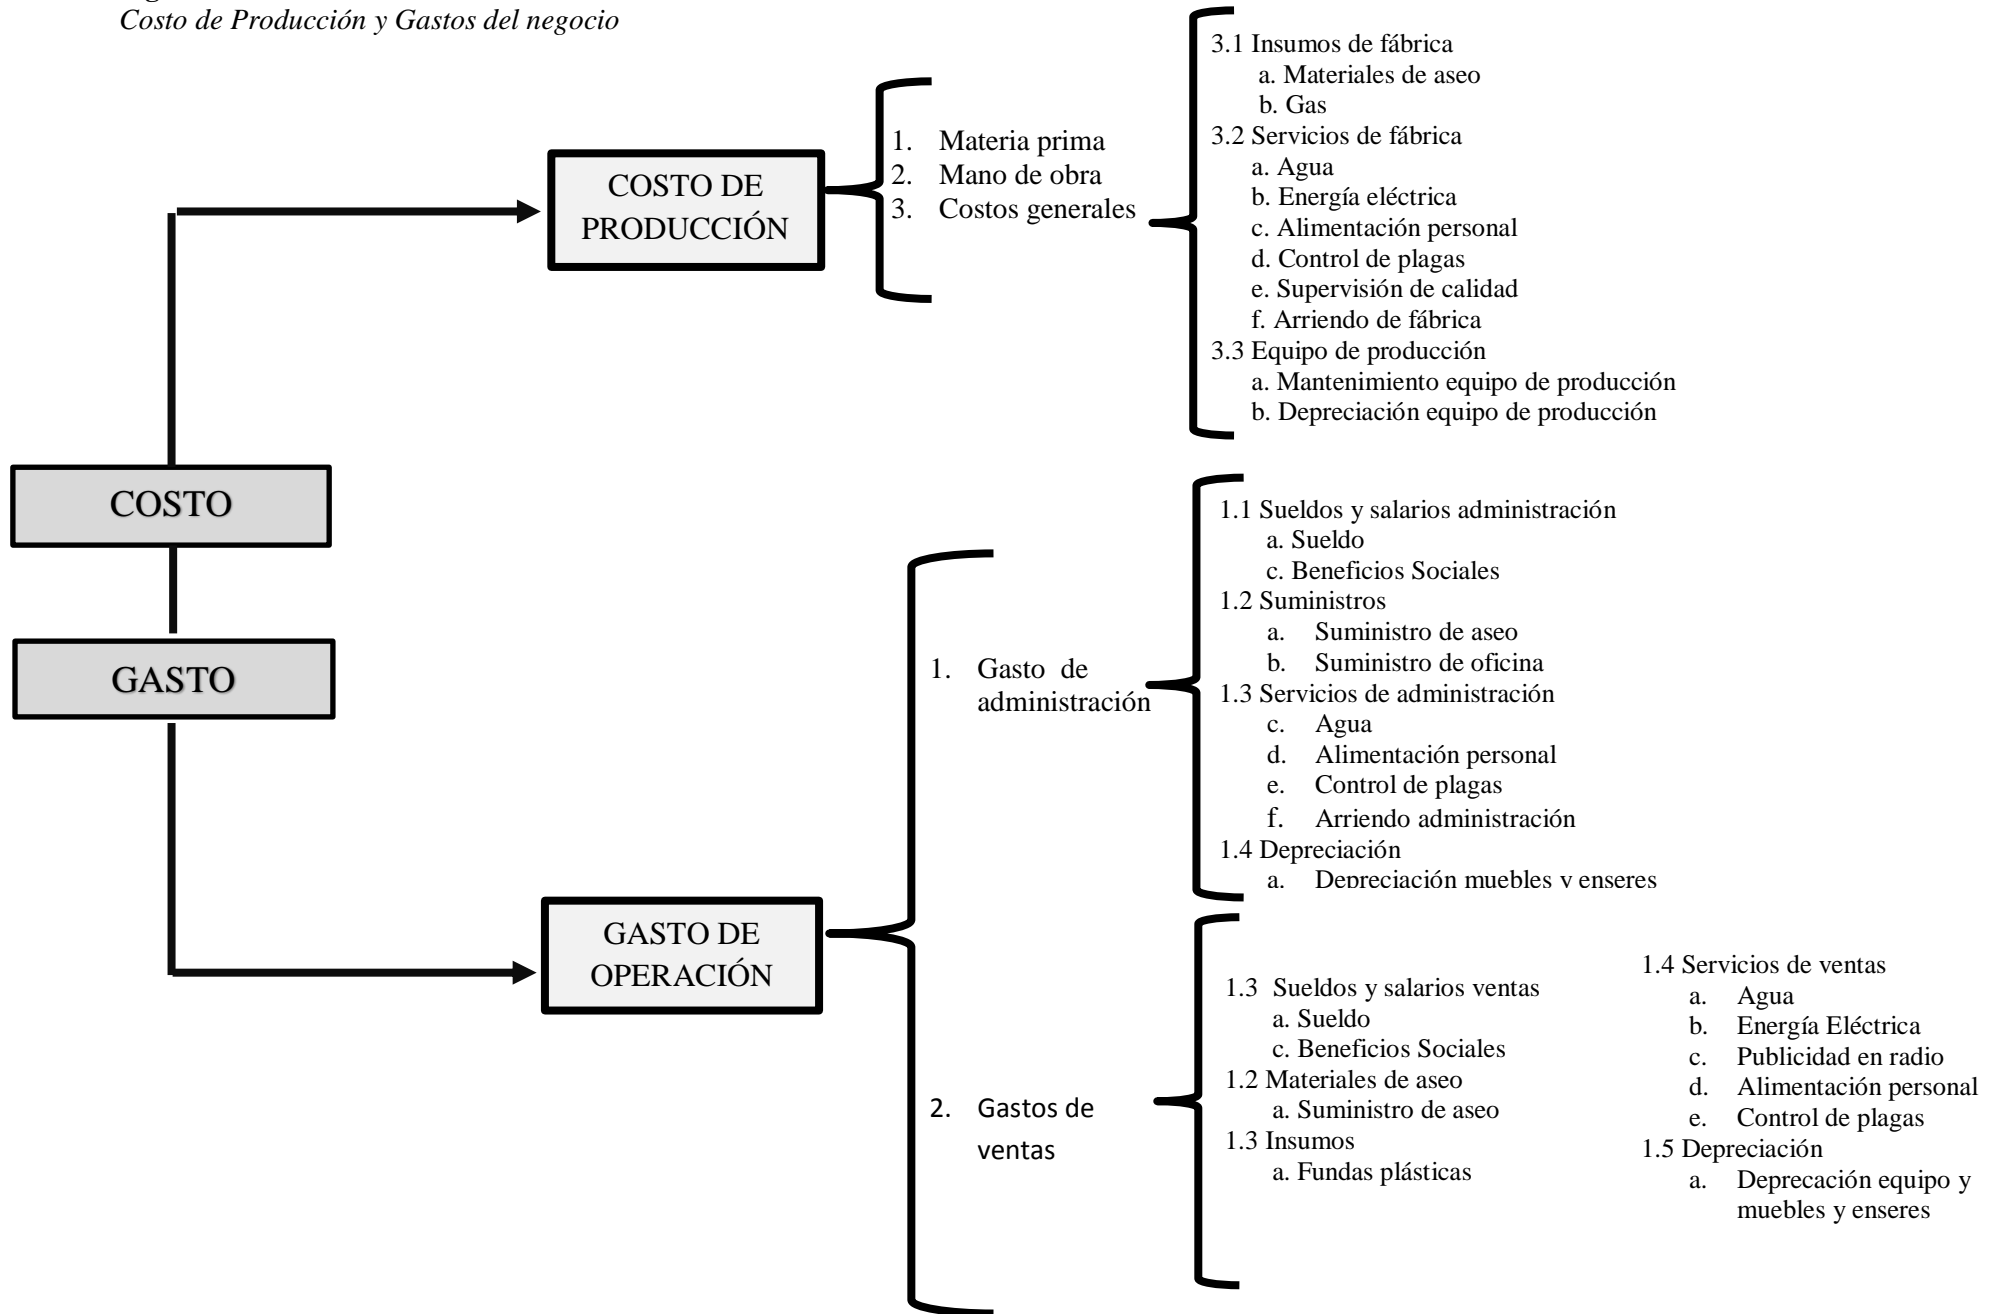 Costo de Producción y Gastos del negocio
COSTO
GASTO
COSTO DE
PRODUCCIÓN
1. Materia prima
2. Mano de obra
3. Costos generales
3.1 Insumos de fábrica
a. Materiales de aseo
b. Gas
3.2 Servicios de fábrica
a. Agua
b. Energía eléctrica
c. Alimentación personal
d. Control de plagas
e. Supervisión de calidad
f. Arriendo de fábrica
3.3 Equipo de producción
a. Mantenimiento equipo de producción
b. Depreciación equipo de producción
GASTO DE
OPERACIÓN
1. Gasto de
administración
1.1 Sueldos y salarios administración
a. Sueldo
c. Beneficios Sociales
1.2 Suministros
a. Suministro de aseo
b. Suministro de oficina
1.3 Servicios de administración
c. Agua
d. Alimentación personal
e. Control de plagas
f. Arriendo administración
1.4 Depreciación
a. Depreciación muebles y enseres
2. Gastos de
ventas
1.3 Sueldos y salarios ventas
a. Sueldo
c. Beneficios Sociales
1.2 Materiales de aseo
a. Suministro de aseo
1.3 Insumos
a. Fundas plásticas
1.4 Servicios de ventas
a. Agua
b. Energía Eléctrica
c. Publicidad en radio
d. Alimentación personal
e. Control de plagas
1.5 Depreciación
a. Deprecación equipo y
muebles y enseres